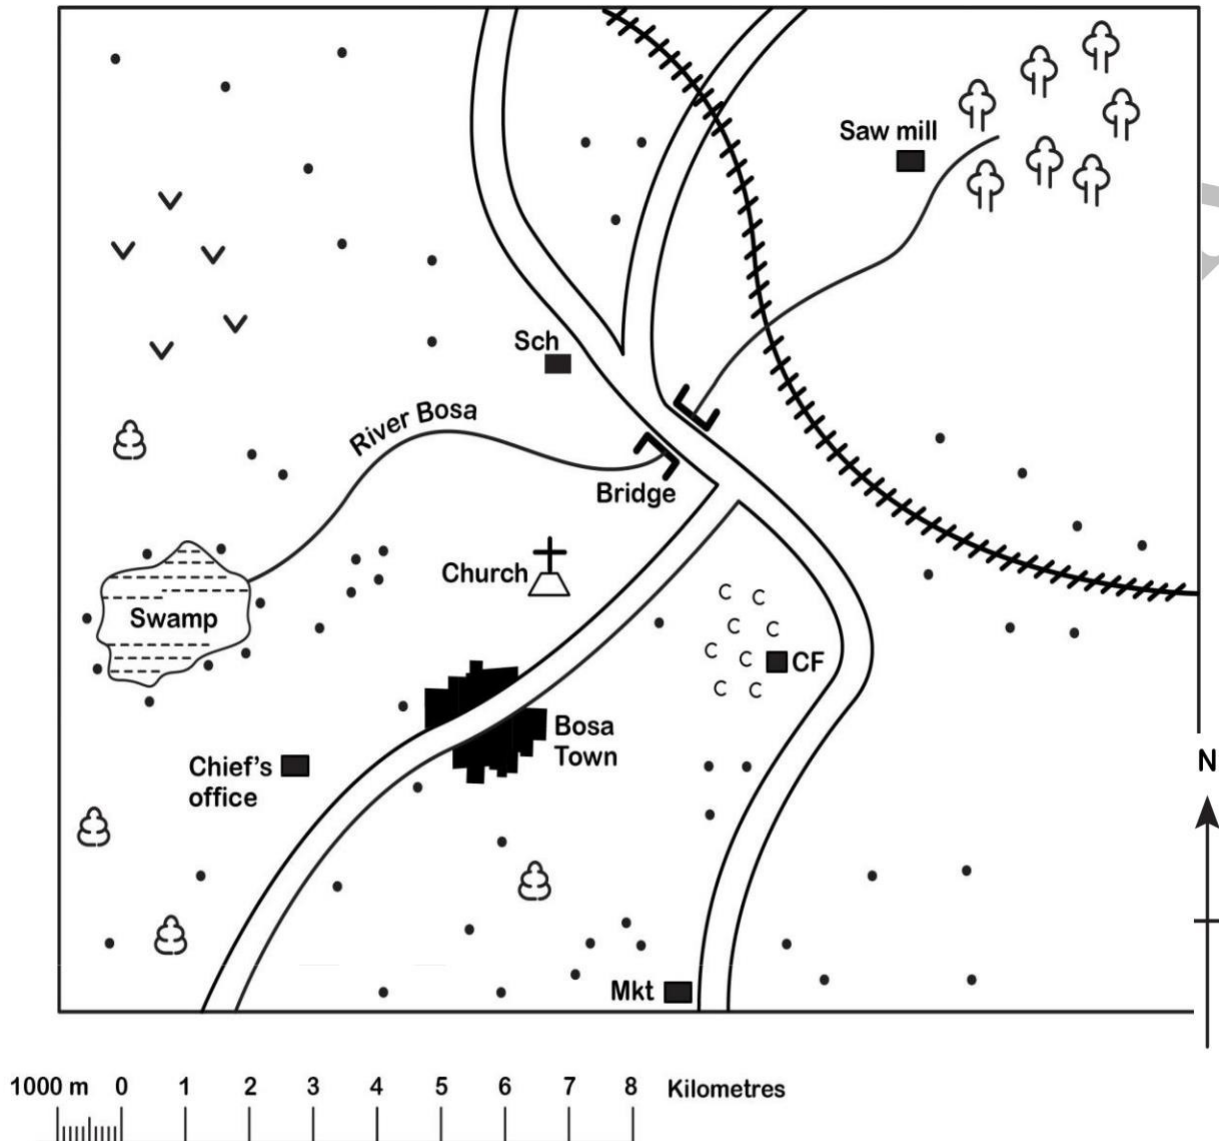 Saw mill
Sch
River Bosa
Bridge
Church
Swamp
C C
C C
C C
CF
C C
Bosa
Town
Chief's
office
N
Mkt
1000 m 0 1 2 3 4 5 6 7 8 Kilometres